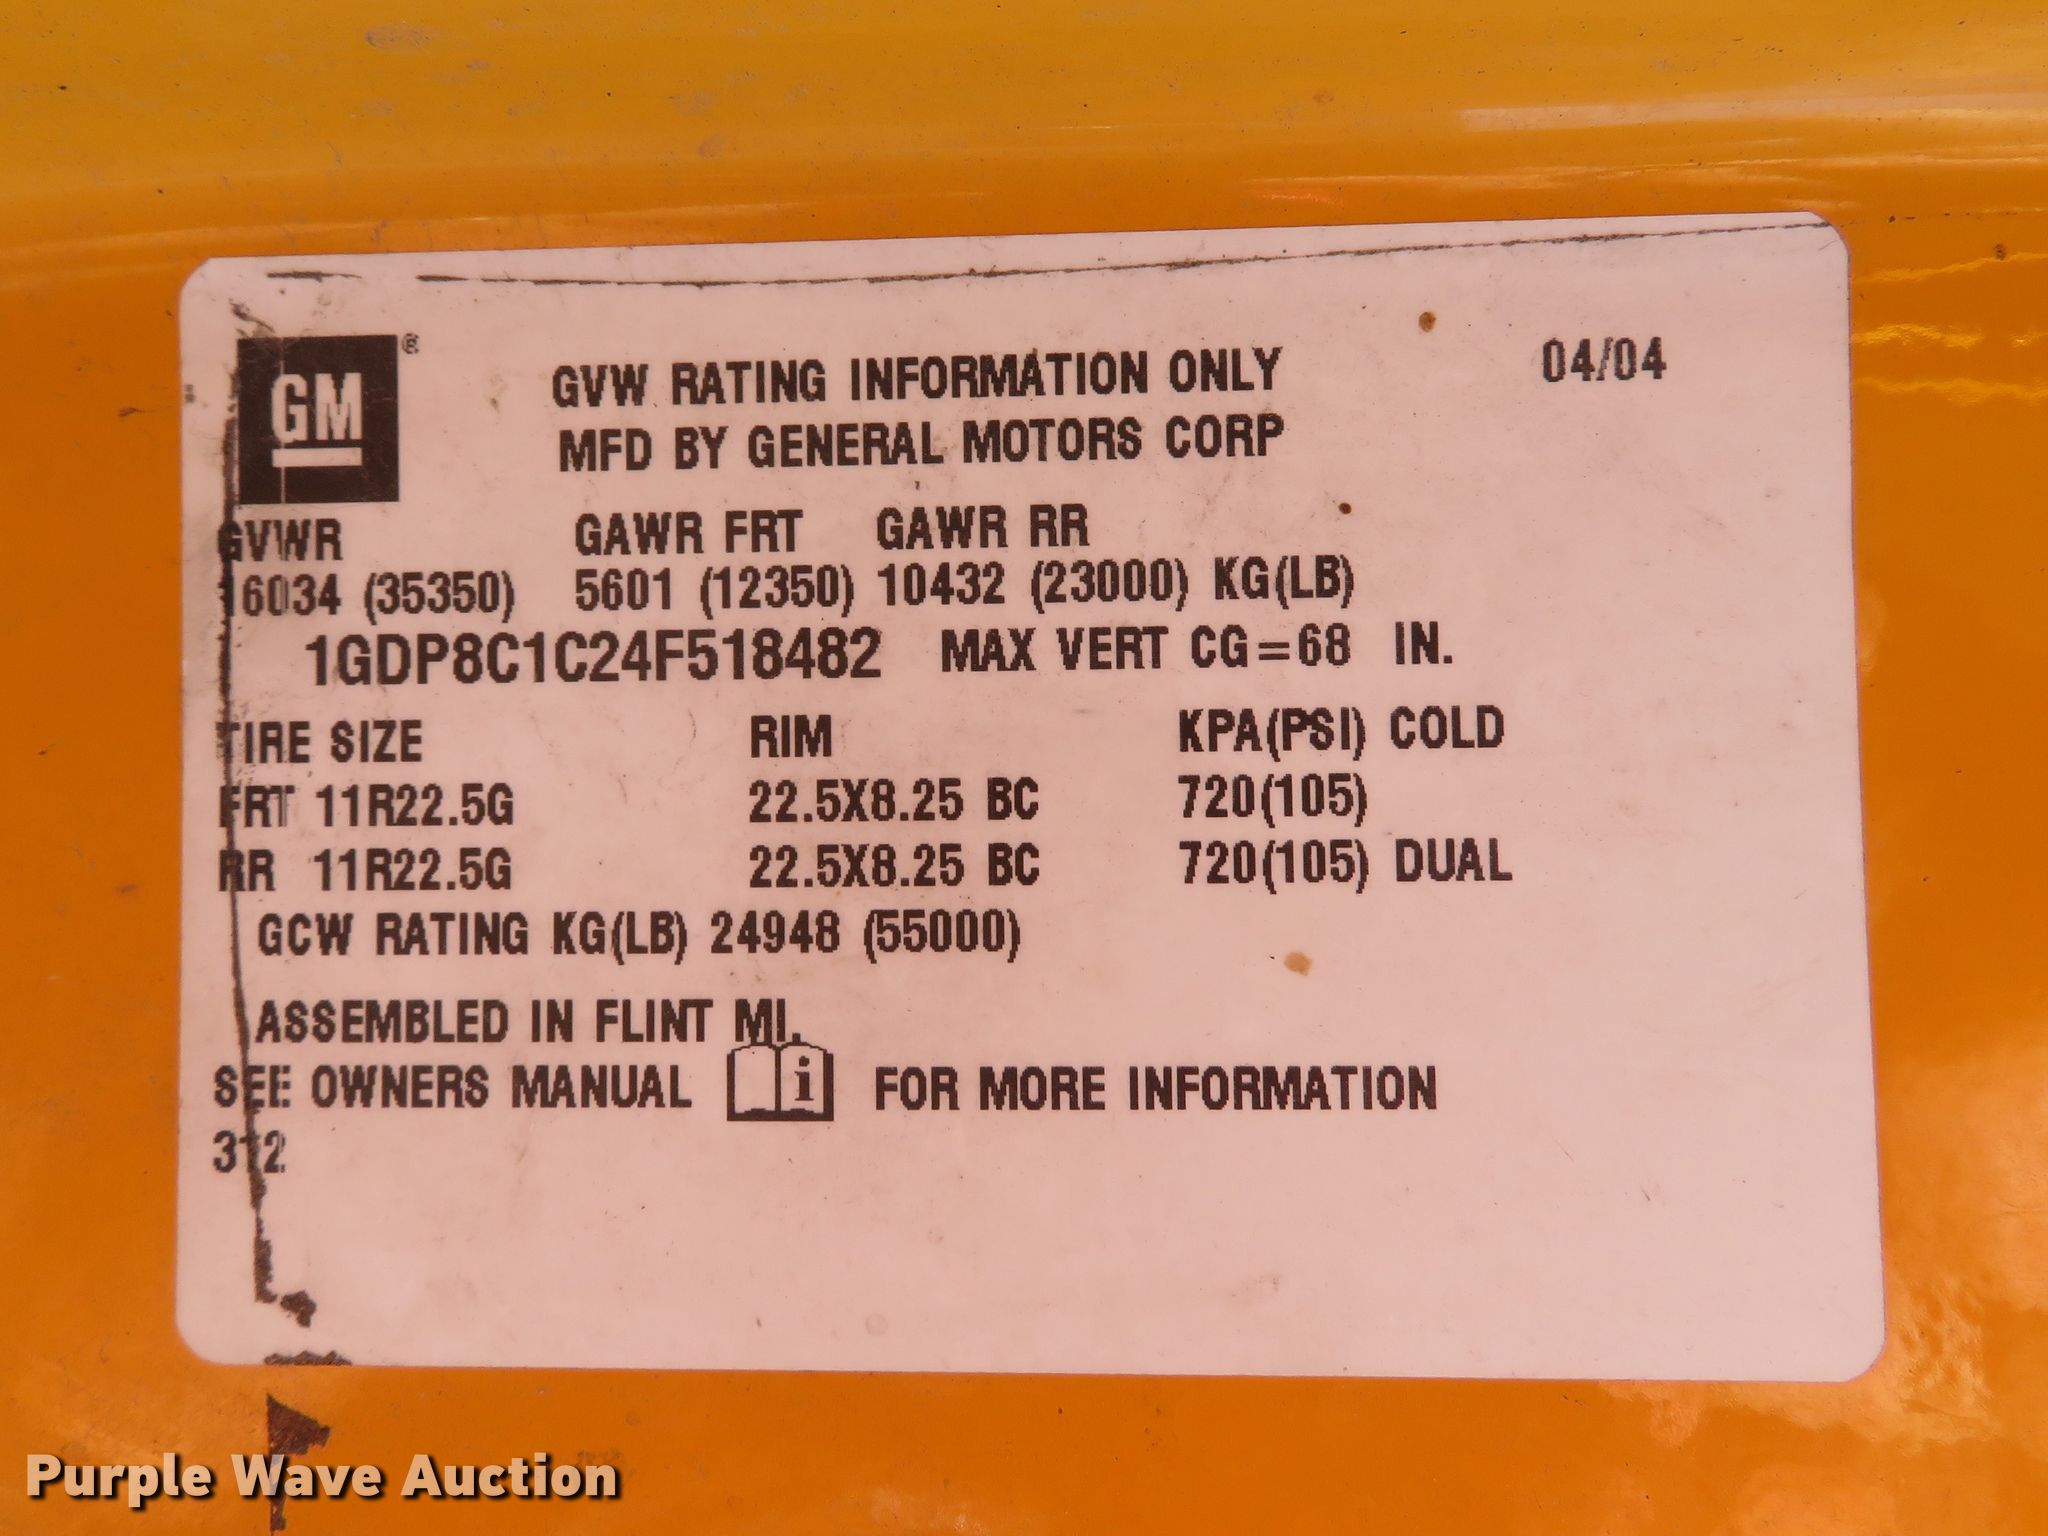 GM ®
GVW RATING INFORMATION ONLY 04/04
MFD BY GENERAL MOTORS CORP
GVWR GAWR FRT GAWR RR
16034 (35350) 5601 (12350) 10432 (23000) KG(LB)
1GDP8C1C24F518482 MAX VERT CG=68 IN.
TIRE SIZE RIM KPA(PSI) COLD
FRT 11R22.5G 22.5X8.25 BC 720(105)
RR 11R22.5G 22.5X8.25 BC 720(105) DUAL
GCW RATING KG(LB) 24948 (55000)
ASSEMBLED IN FLINT MI.
SEE OWNERS MANUAL i FOR MORE INFORMATION
312
Purple Wave Auction